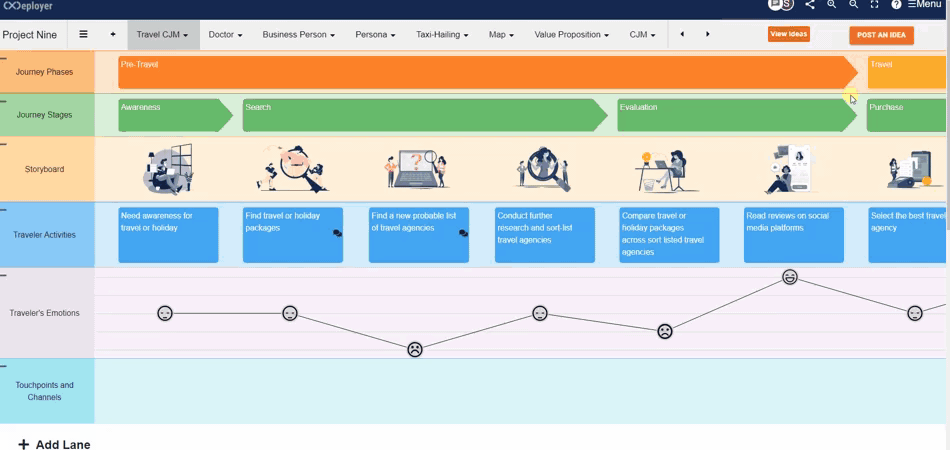 CXDeployer
S
Menu
Project Nine
Travel CJM
Doctor
Business Person
Persona
Taxi-Hailing
Map
Value Proposition
CJM
View Ideas
POST AN IDEA
Journey Phases
Pre-Travel
Travel
Journey Stages
Awareness
Search
Evaluation
Purchase
Storyboard
Traveler Activities
Need awareness for
travel or holiday
Find travel or holiday
packages
Find a new probable list
of travel agencies
Conduct further
research and sort-list
travel agencies
Compare travel or
holiday packages
across sort listed travel
agencies
Read reviews on social
media platforms
Select the best travel
agency
Traveler's Emotions
Touchpoints and
Channels
+ Add Lane